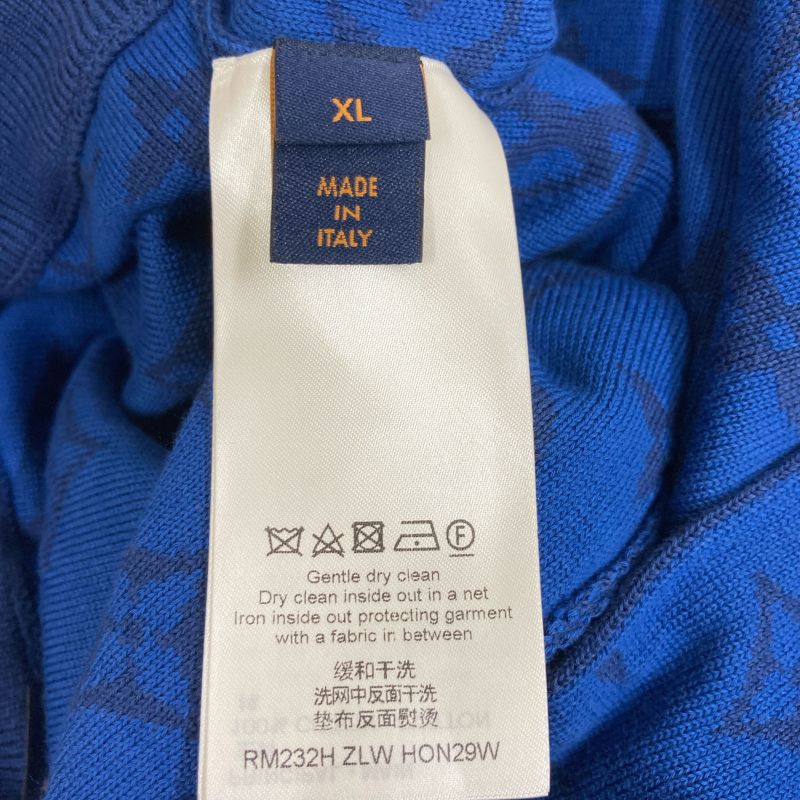 XL
MADE
IN
ITALY
F
Gentle dry clean
Dry clean inside out in a net
Iron inside out protecting garment
with a fabric in between
缓和干洗
洗网中反面干洗
垫布反面熨烫
RM232H ZLW HON29W